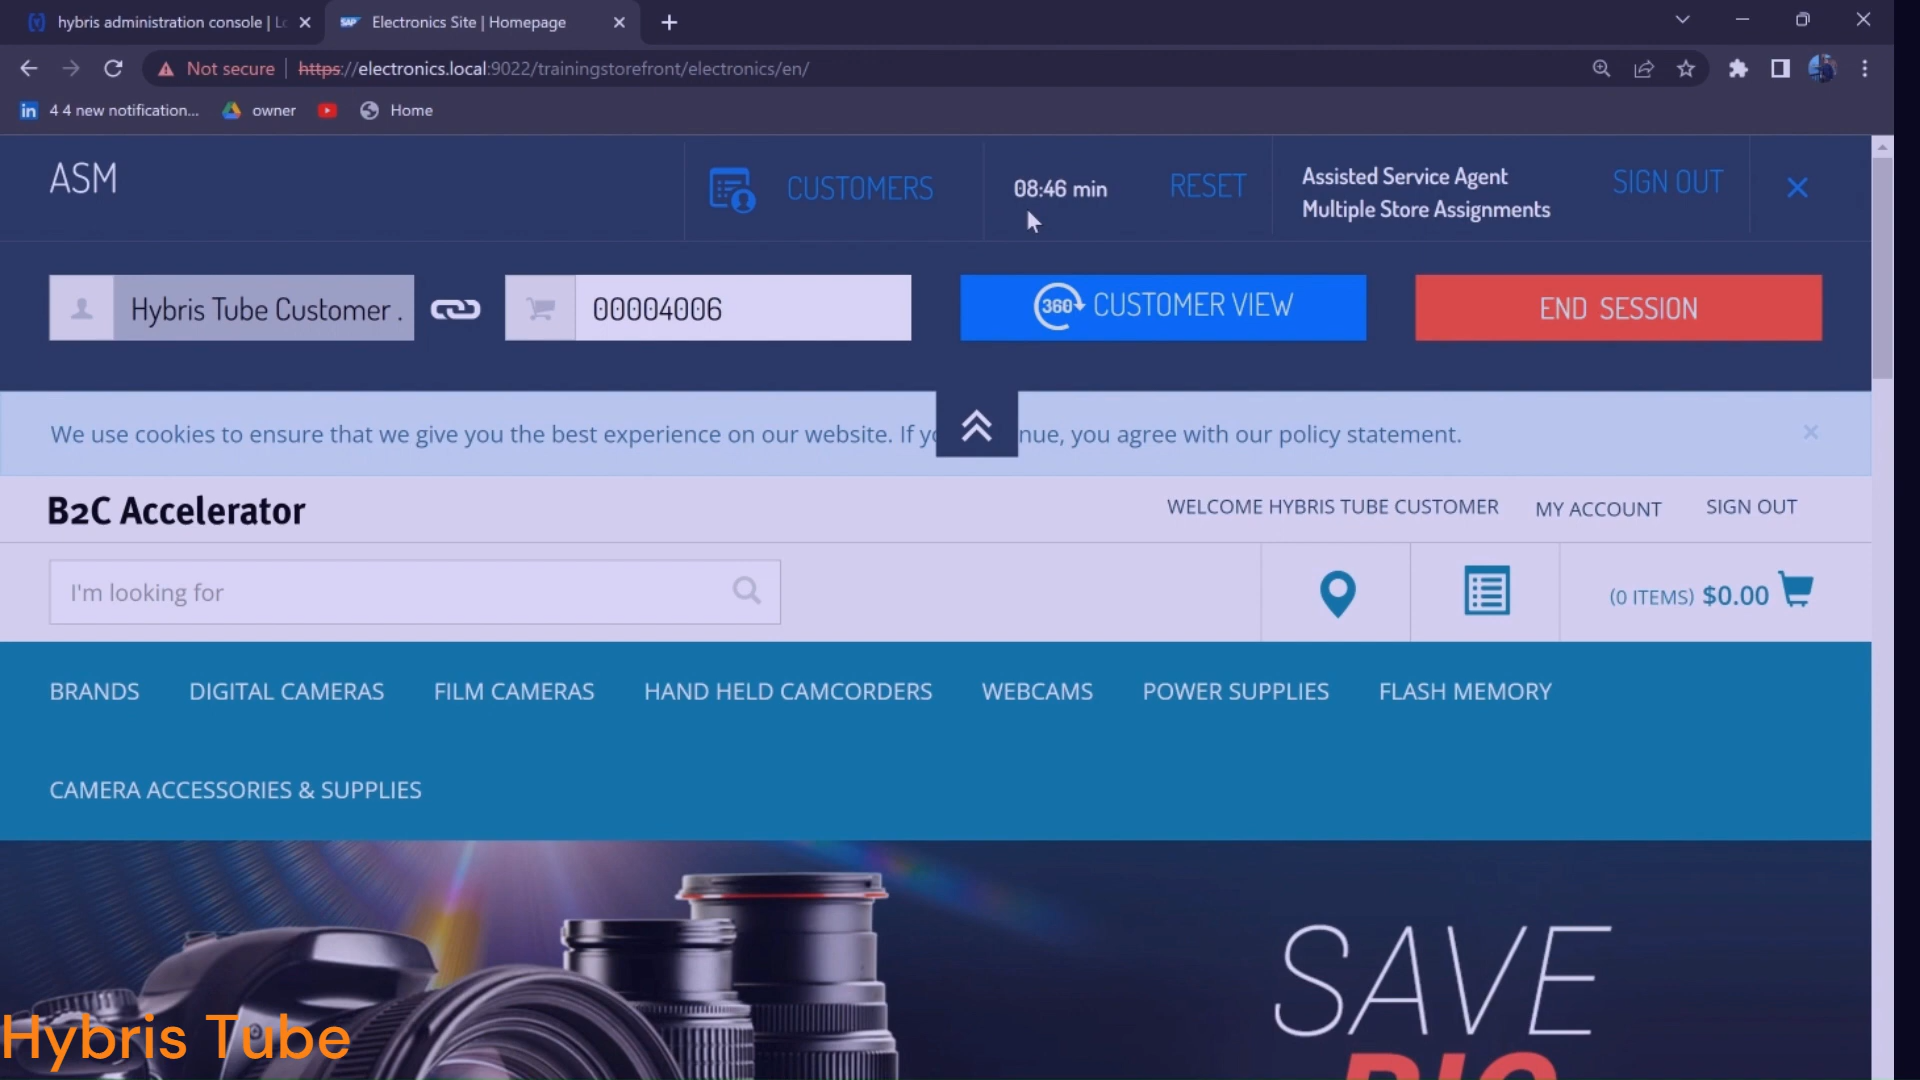 hybris administration console | Lo
Electronics Site | Homepage
Not secure
https://electronics.local:9022/trainingstorefront/electronics/en/
4 4 new notification...
owner
Home
ASM
CUSTOMERS
08:46 min
RESET
Assisted Service Agent
Multiple Store Assignments
SIGN OUT
Hybris Tube Customer .
00004006
360
CUSTOMER VIEW
END SESSION
We use cookies to ensure that we give you the best experience on our website. If yo nue, you agree with our policy statement.
B2C Accelerator
WELCOME HYBRIS TUBE CUSTOMER
MY ACCOUNT
SIGN OUT
I'm looking for
(0 ITEMS) $0.00
BRANDS
DIGITAL CAMERAS
FILM CAMERAS
HAND HELD CAMCORDERS
WEBCAMS
POWER SUPPLIES
FLASH MEMORY
CAMERA ACCESSORIES & SUPPLIES
SAVE
BIG
Hybris Tube